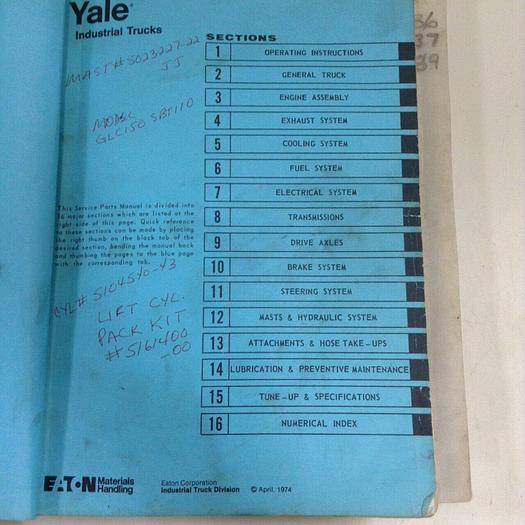 Yale
Industrial Trucks
MAST# 5023227-22
JJ
MODEL
GLC150 SBT110
This Service Parts Manual is divided into
16 major sections which are listed at the
right side of this page. Quick reference
to these sections can be made by placing
the right thumb on the black tab of the
desired section, bending the manual back
and thumbing the pages to the blue page
with the corresponding tab.
CYL# 5104570-43
LIFT CYL.
PACK KIT
#5161400
-00
SECTIONS
1 OPERATING INSTRUCTIONS
2 GENERAL TRUCK
3 ENGINE ASSEMBLY
4 EXHAUST SYSTEM
5 COOLING SYSTEM
6 FUEL SYSTEM
7 ELECTRICAL SYSTEM
8 TRANSMISSIONS
9 DRIVE AXLES
10 BRAKE SYSTEM
11 STEERING SYSTEM
12 MASTS & HYDRAULIC SYSTEM
13 ATTACHMENTS & HOSE TAKE-UPS
14 LUBRICATION & PREVENTIVE MAINTENANCE
15 TUNE-UP & SPECIFICATIONS
16 NUMERICAL INDEX
36
37
39
EATON Materials
Handling
Eaton Corporation
Industrial Truck Division © April, 1974